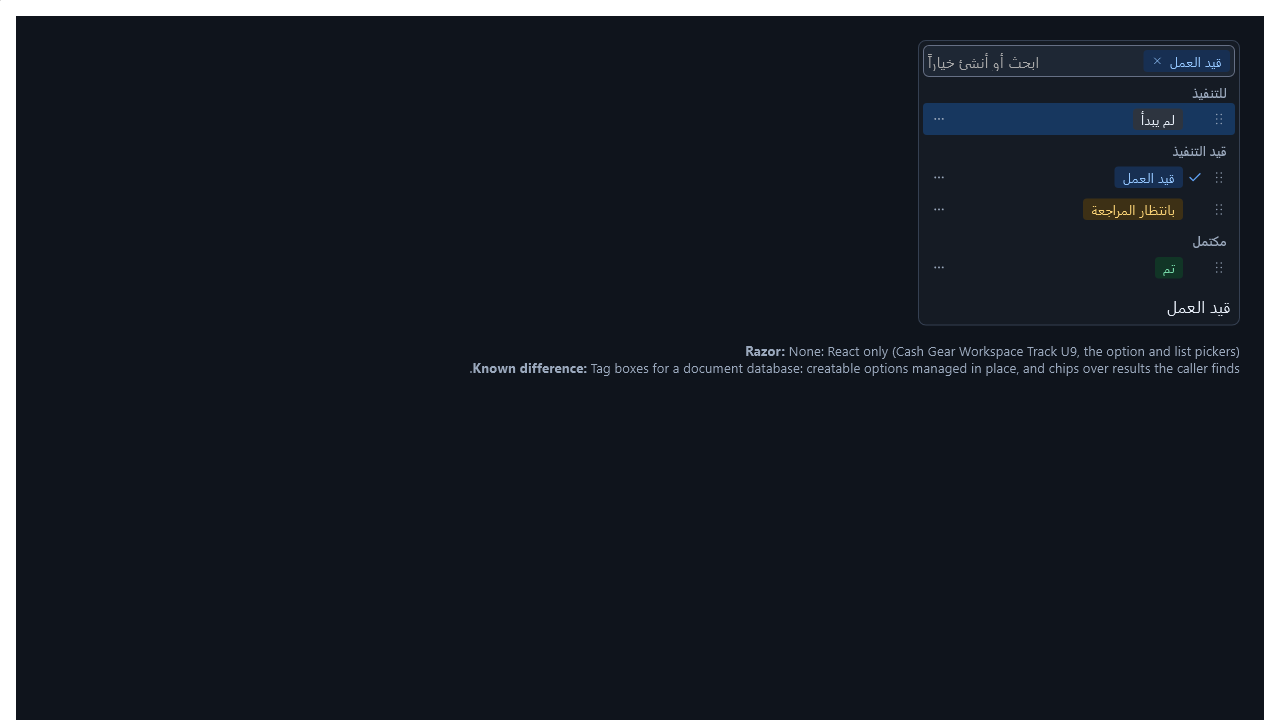 قيد العمل ×
ابحث أو أنشئ خياراً
للتنفيذ
لم يبدأ
قيد التنفيذ
قيد العمل
بانتظار المراجعة
مكتمل
تم
قيد العمل
Razor: None: React only (Cash Gear Workspace Track U9, the option and list pickers)
Known difference: Tag boxes for a document database: creatable options managed in place, and chips over results the caller finds.